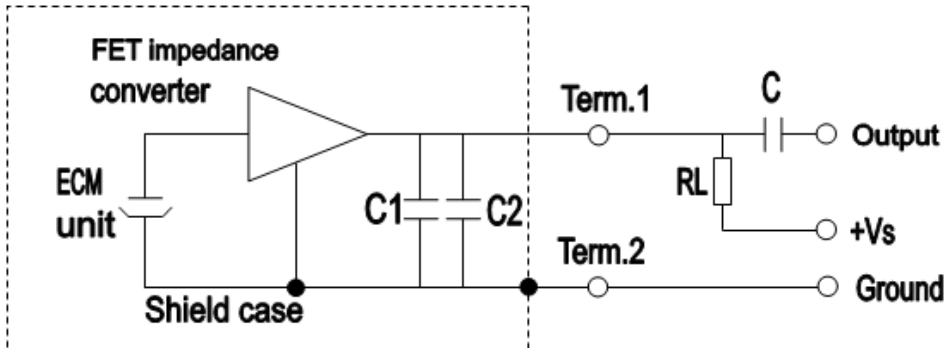 FET impedance
converter
ECM
unit
C1
C2
Shield case
Term.1
Term.2
C
RL
Output
+Vs
Ground